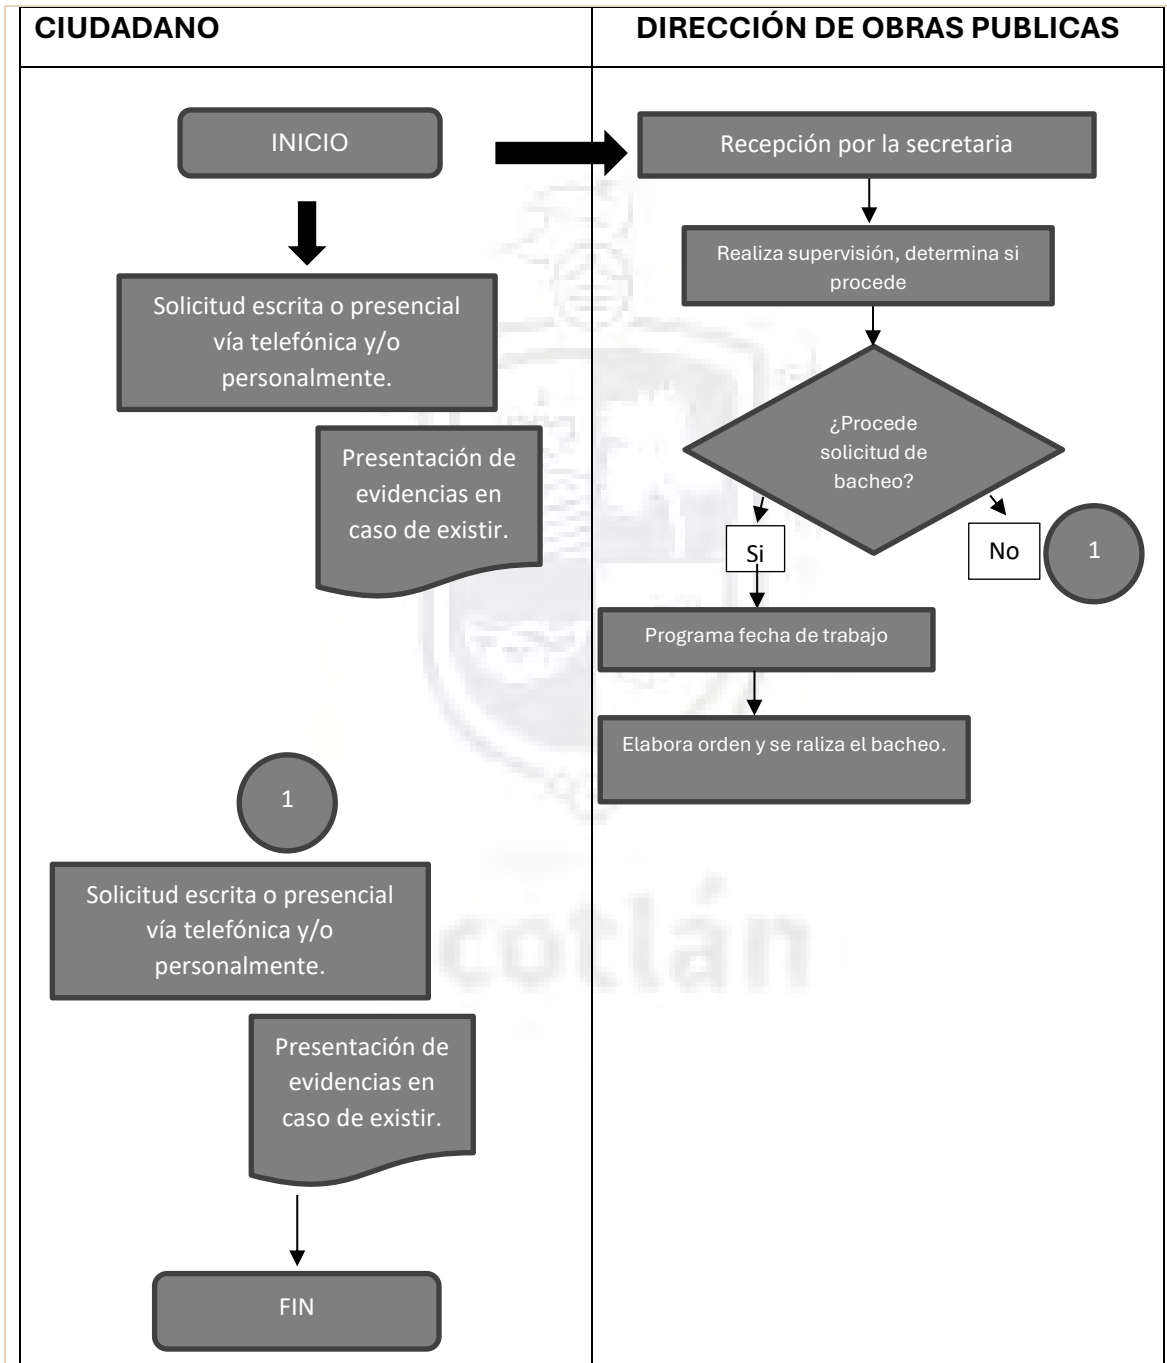 CIUDADANO
DIRECCIÓN DE OBRAS PUBLICAS
INICIO
Solicitud escrita o presencial
vía telefónica y/o
personalmente.
Presentación de
evidencias en
caso de existir.
1
Solicitud escrita o presencial
vía telefónica y/o
personalmente.
Presentación de
evidencias en
caso de existir.
FIN
Recepción por la secretaria
Realiza supervisión, determina si
procede
¿Procede
solicitud de
bacheo?
Si
No
1
Programa fecha de trabajo
Elabora orden y se raliza el bacheo.
cotlán